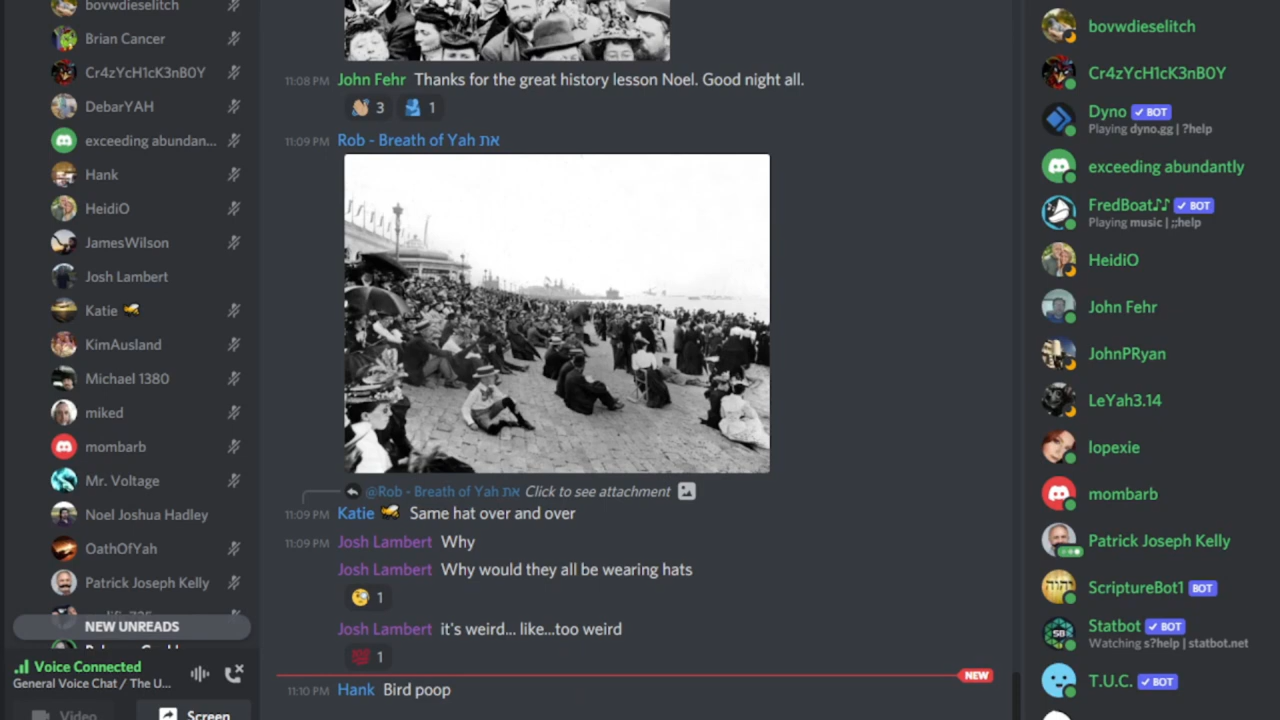 bovwdieselitch
Brian Cancer
Cr4zYcH1cK3nB0Y
DebarYAH
exceeding abundan...
Hank
HeidiO
JamesWilson
Josh Lambert
Katie
KimAusland
Michael 1380
miked
mombarb
Mr. Voltage
Noel Joshua Hadley
OathOfYah
Patrick Joseph Kelly
NEW UNREADS
Voice Connected
General Voice Chat / The U...
Video
Screen
11:08 PM John Fehr Thanks for the great history lesson Noel. Good night all.
3 1
11:09 PM Rob - Breath of Yah את
@Rob - Breath of Yah את Click to see attachment
11:09 PM Katie Same hat over and over
11:09 PM Josh Lambert Why
Josh Lambert Why would they all be wearing hats
1
Josh Lambert it's weird... like...too weird
100 1
NEW
11:10 PM Hank Bird poop
bovwdieselitch
Cr4zYcH1cK3nB0Y
Dyno BOT
Playing dyno.gg | ?help
exceeding abundantly
FredBoat♪♪ BOT
Playing music | ;;help
HeidiO
John Fehr
JohnPRyan
LeYah3.14
lopexie
mombarb
Patrick Joseph Kelly
ScriptureBot1 BOT
Statbot BOT
Watching s?help | statbot.net
T.U.C. BOT